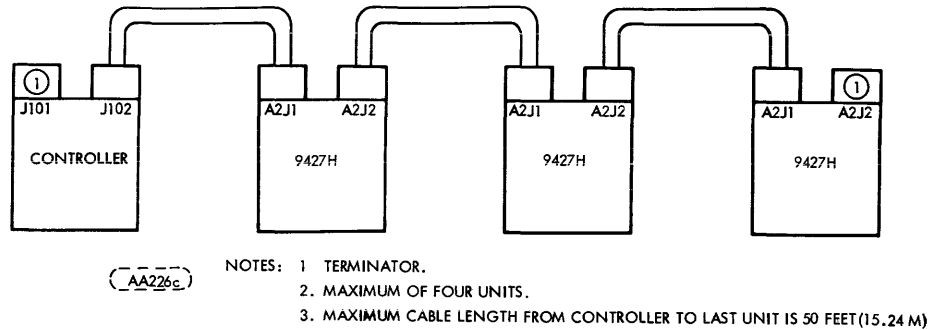 ① ①
J101 J102 A2J1 A2J2 A2J1 A2J2 A2J1 A2J2
CONTROLLER 9427H 9427H 9427H
AA226c
NOTES: 1 TERMINATOR.
2. MAXIMUM OF FOUR UNITS.
3. MAXIMUM CABLE LENGTH FROM CONTROLLER TO LAST UNIT IS 50 FEET (15.24 M)